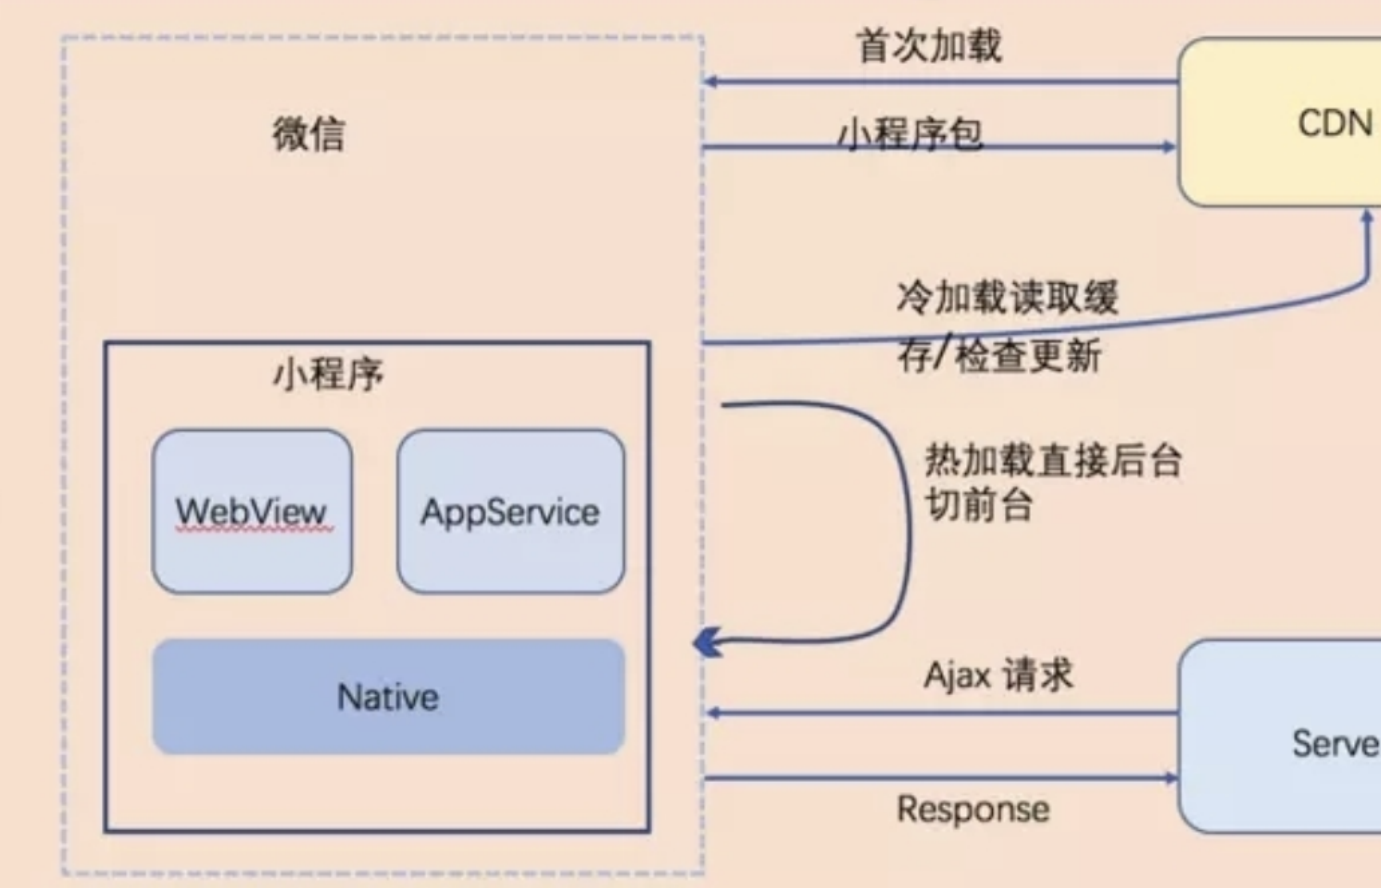 首次加载
CDN
微信
小程序包
冷加载读取缓
存/检查更新
小程序
热加载直接后台
切前台
WebView
AppService
Native
Ajax 请求
Serve
Response